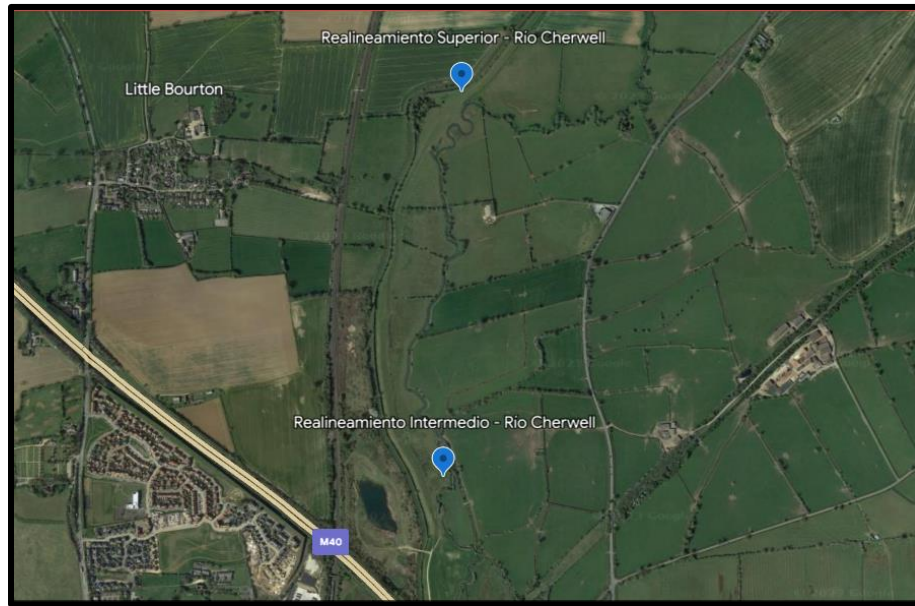 Realineamiento Superior - Rio Cherwell
Little Bourton
Realineamiento Intermedio - Rio Cherwell
M40